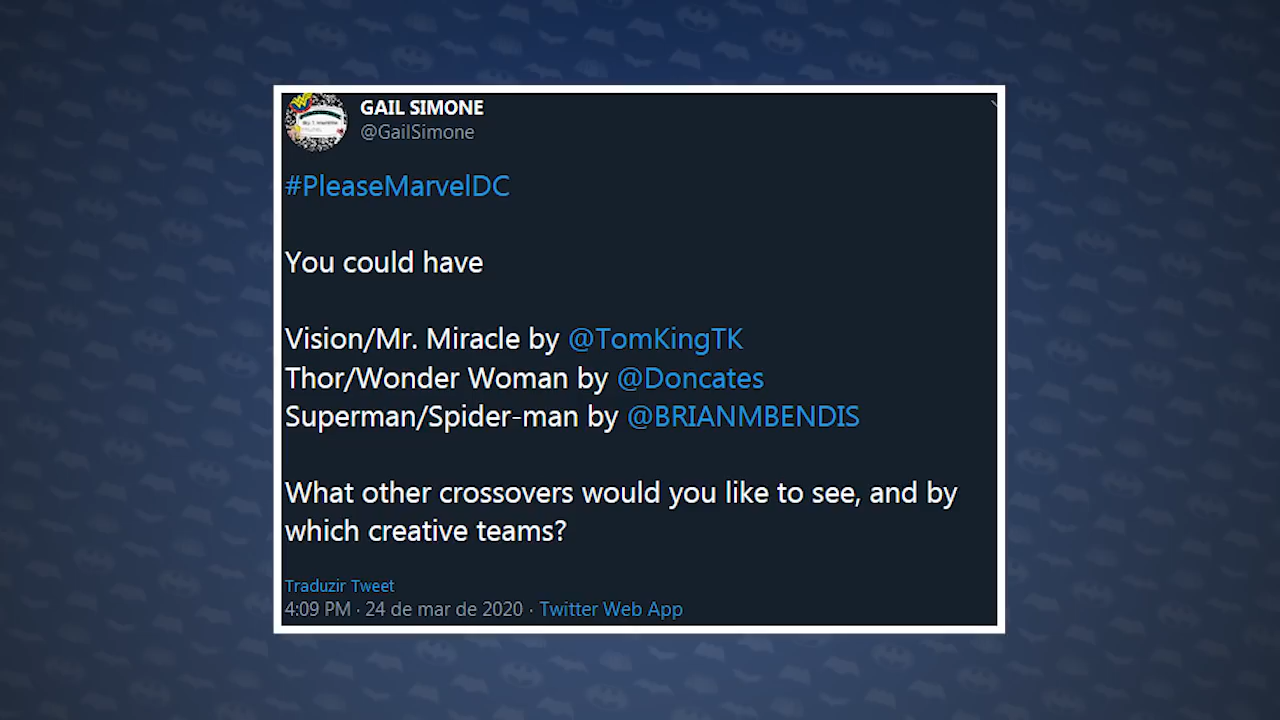 GAIL SIMONE
@GailSimone
#PleaseMarvelDC
You could have
Vision/Mr. Miracle by @TomKingTK
Thor/Wonder Woman by @Doncates
Superman/Spider-man by @BRIANMBENDIS
What other crossovers would you like to see, and by
which creative teams?
Traduzir Tweet
4:09 PM · 24 de mar de 2020 · Twitter Web App